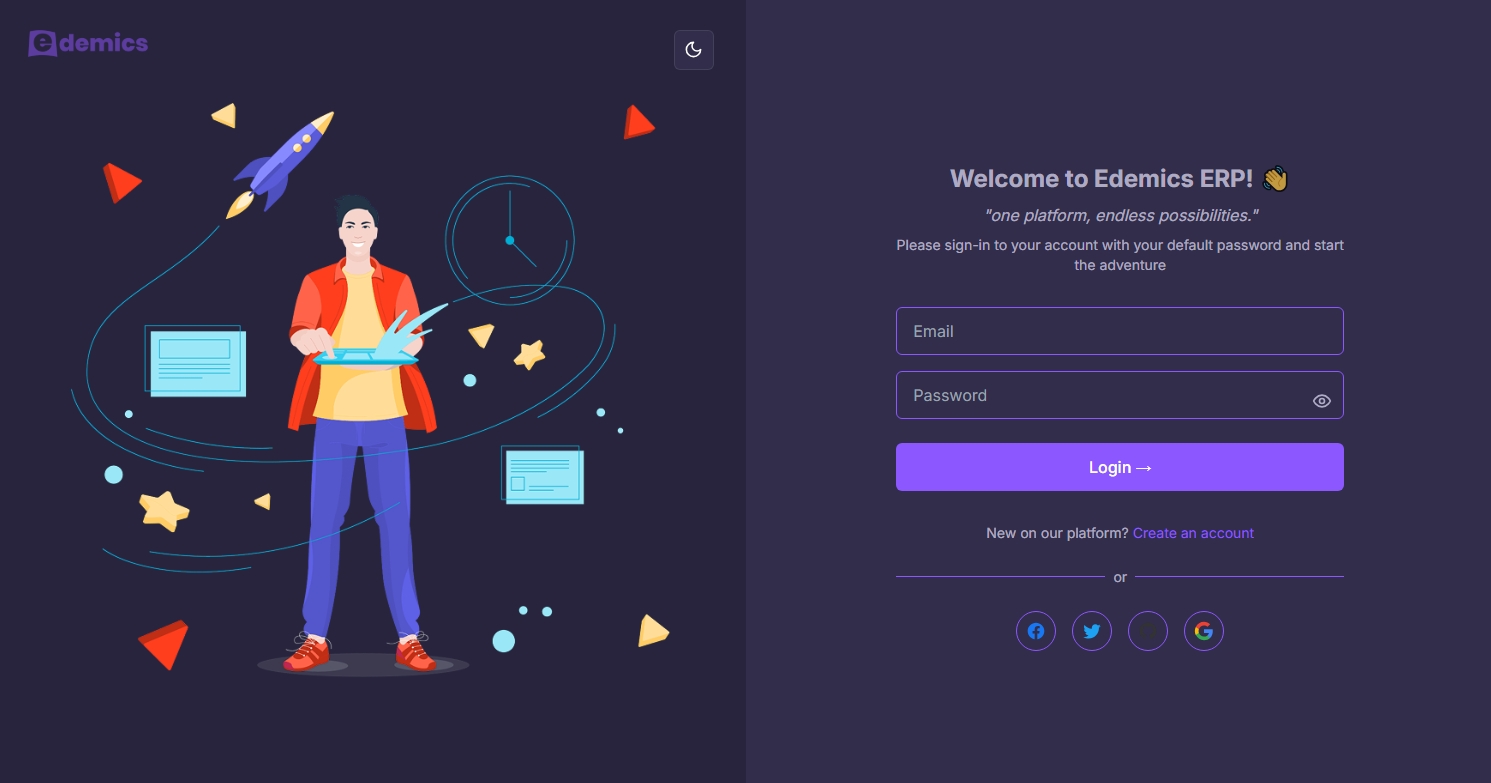 edemics
Welcome to Edemics ERP! 👋
"one platform, endless possibilities."
Please sign-in to your account with your default password and start
the adventure
Email
Password
Login →
New on our platform? Create an account
or